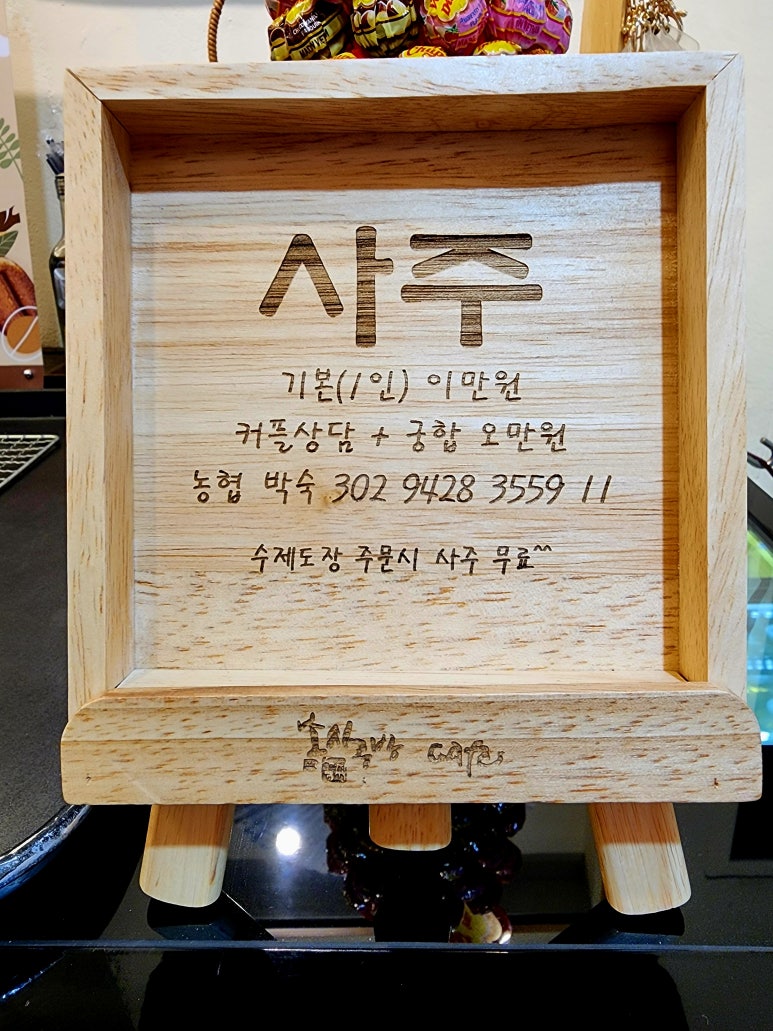 사주
기본(1인) 이만원
커플상담 + 궁합 오만원
농협 박숙 302 9428 3559 11
수제도장 주문시 사주 무료^^
cafe